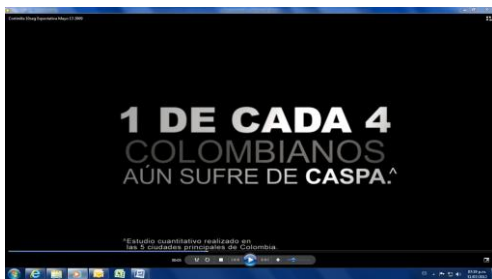 1 DE CADA 4
COLOMBIANOS
AÚN SUFRE DE CASPA.^
^Estudio cuantitativo realizado en
las 5 ciudades principales de Colombia.